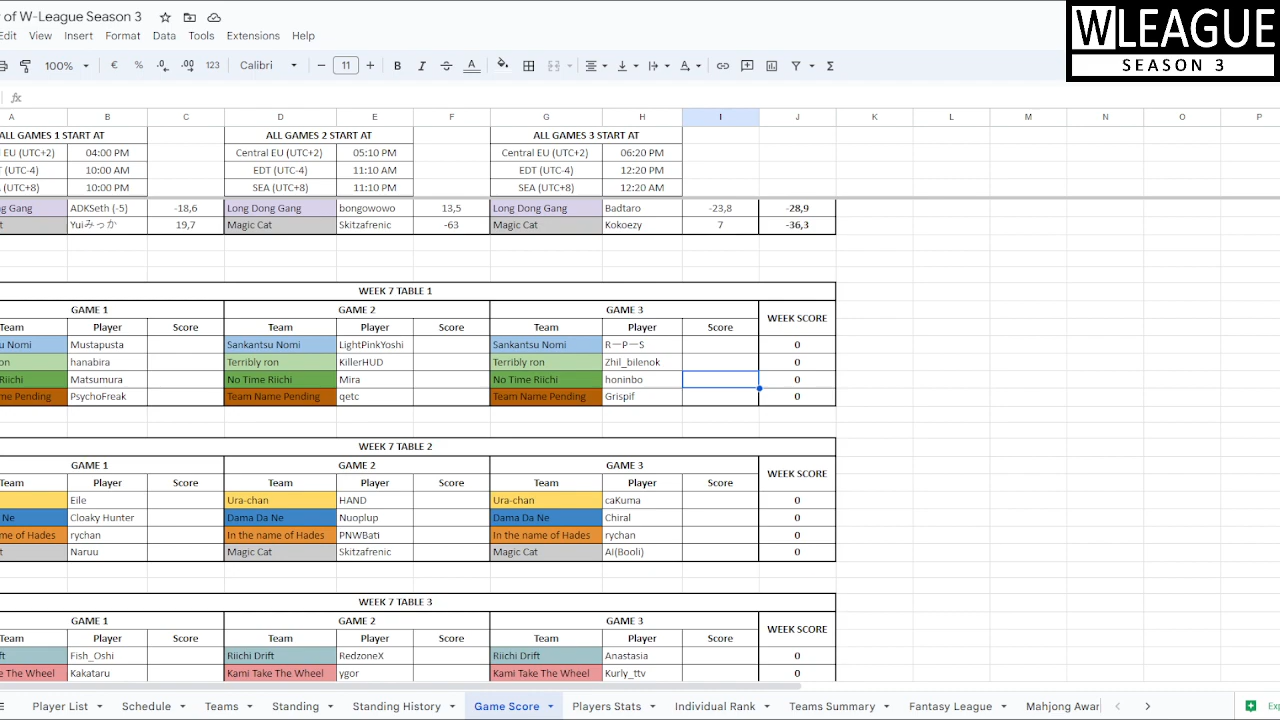 of W-League Season 3
Edit View Insert Format Data Tools Extensions Help
100% € % .0 .00 123 Calibri − 11 + B I S A Σ
WLEAGUE
SEASON 3
fx
A B C D E F G H I J K L M N O P
ALL GAMES 1 START AT ALL GAMES 2 START AT ALL GAMES 3 START AT
EU (UTC+2) 04:00 PM Central EU (UTC+2) 05:10 PM Central EU (UTC+2) 06:20 PM
(UTC-4) 10:00 AM EDT (UTC-4) 11:10 AM EDT (UTC-4) 12:20 PM
(UTC+8) 10:00 PM SEA (UTC+8) 11:10 PM SEA (UTC+8) 12:20 AM
ng Gang ADKSeth (-5) -18,6 Long Dong Gang bongowowo 13,5 Long Dong Gang Badtaro -23,8 -28,9
t Yuiみっか 19,7 Magic Cat Skitzafrenic -63 Magic Cat Kokoezy 7 -36,3
WEEK 7 TABLE 1
GAME 1 GAME 2 GAME 3 WEEK SCORE
Team Player Score Team Player Score Team Player Score
u Nomi Mustapusta Sankantsu Nomi LightPinkYoshi Sankantsu Nomi RーPーS 0
ron hanabira Terribly ron KillerHUD Terribly ron Zhil_bilenok 0
Riichi Matsumura No Time Riichi Mira No Time Riichi honinbo 0
me Pending PsychoFreak Team Name Pending qetc Team Name Pending Grispif 0
WEEK 7 TABLE 2
GAME 1 GAME 2 GAME 3 WEEK SCORE
Team Player Score Team Player Score Team Player Score
Eile Ura-chan HAND Ura-chan caKuma 0
Ne Cloaky Hunter Dama Da Ne Nuoplup Dama Da Ne Chiral 0
me of Hades rychan In the name of Hades PNWBati In the name of Hades rychan 0
t Naruu Magic Cat Skitzafrenic Magic Cat AI(Booli) 0
WEEK 7 TABLE 3
GAME 1 GAME 2 GAME 3 WEEK SCORE
Team Player Score Team Player Score Team Player Score
ft Fish_Oshi Riichi Drift RedzoneX Riichi Drift Anastasia 0
ke The Wheel Kakataru Kami Take The Wheel ygor Kami Take The Wheel Kurly_ttv 0
Player List Schedule Teams Standing Standing History Game Score Players Stats Individual Rank Teams Summary Fantasy League Mahjong Awar Exp